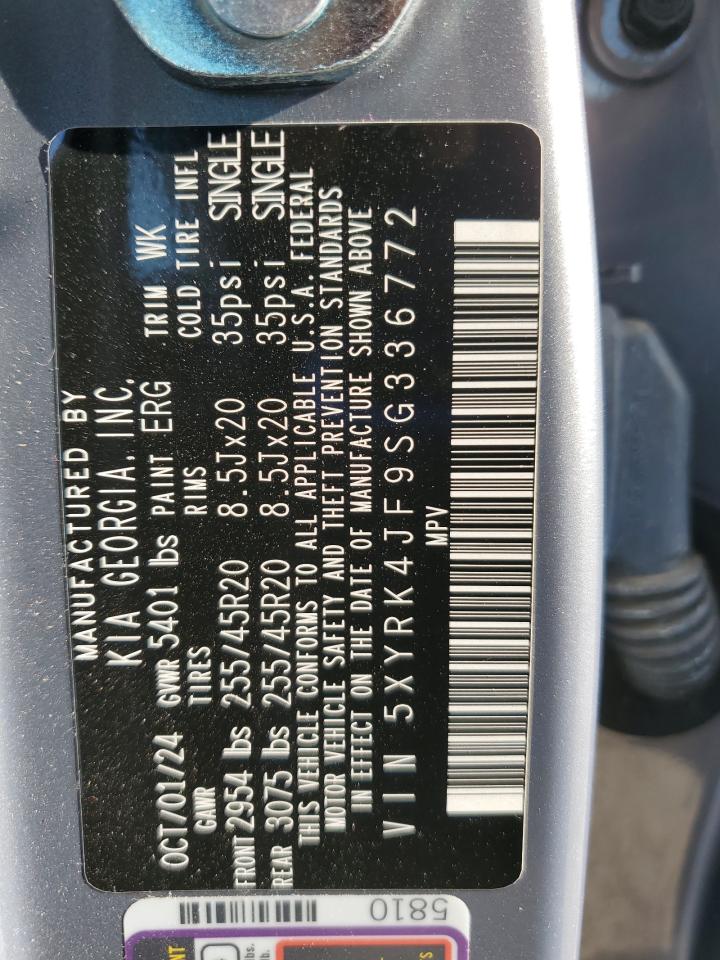 MANUFACTURED BY
KIA GEORGIA, INC.
OCT/01/24 GVWR 5401 lbs PAINT ERG TRIM WK
GAWR TIRES RIMS COLD TIRE INFL
FRONT 2954 lbs 255/45R20 8.5Jx20 35psi SINGLE
REAR 3075 lbs 255/45R20 8.5Jx20 35psi SINGLE
THIS VEHICLE CONFORMS TO ALL APPLICABLE U.S.A. FEDERAL
MOTOR VEHICLE SAFETY AND THEFT PREVENTION STANDARDS
IN EFFECT ON THE DATE OF MANUFACTURE SHOWN ABOVE
VIN 5XYRK4JF9SG336772
MPV
5810
lbs.